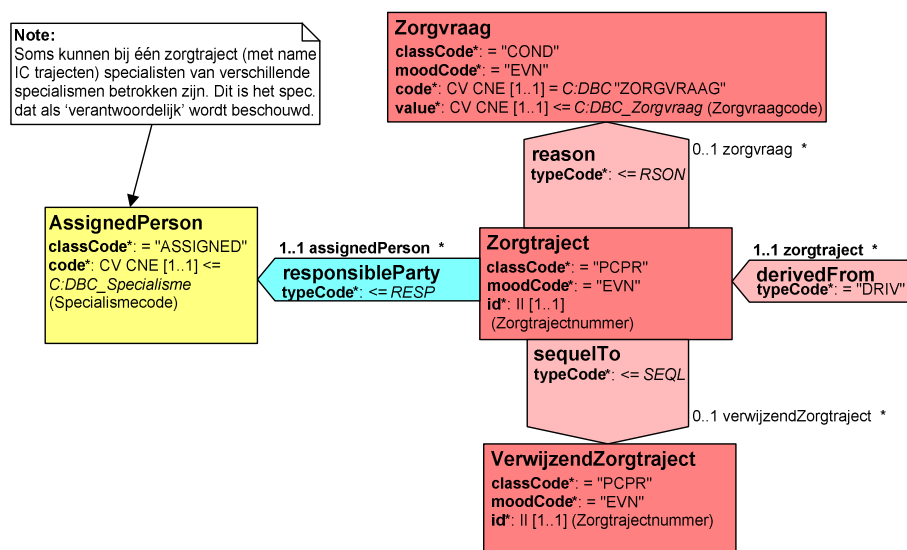 Note:
Soms kunnen bij één zorgtraject (met name
IC trajecten) specialisten van verschillende
specialismen betrokken zijn. Dit is het spec.
dat als ‘verantwoordelijk’ wordt beschouwd.
Zorgvraag
classCode*: = "COND"
moodCode*: = "EVN"
code*: CV CNE [1..1] = C:DBC "ZORGVRAAG"
value*: CV CNE [1..1] <= C:DBC_Zorgvraag (Zorgvraagcode)
reason
typeCode*: <= RSON
0..1 zorgvraag *
AssignedPerson
classCode*: = "ASSIGNED"
code*: CV CNE [1..1] <=
C:DBC_Specialisme
(Specialismecode)
1..1 assignedPerson *
responsibleParty
typeCode*: <= RESP
Zorgtraject
classCode*: = "PCPR"
moodCode*: = "EVN"
id*: II [1..1]
(Zorgtrajectnummer)
1..1 zorgtraject *
derivedFrom
typeCode*: = "DRIV"
sequelTo
typeCode*: <= SEQL
0..1 verwijzendZorgtraject *
VerwijzendZorgtraject
classCode*: = "PCPR"
moodCode*: = "EVN"
id*: II [1..1] (Zorgtrajectnummer)